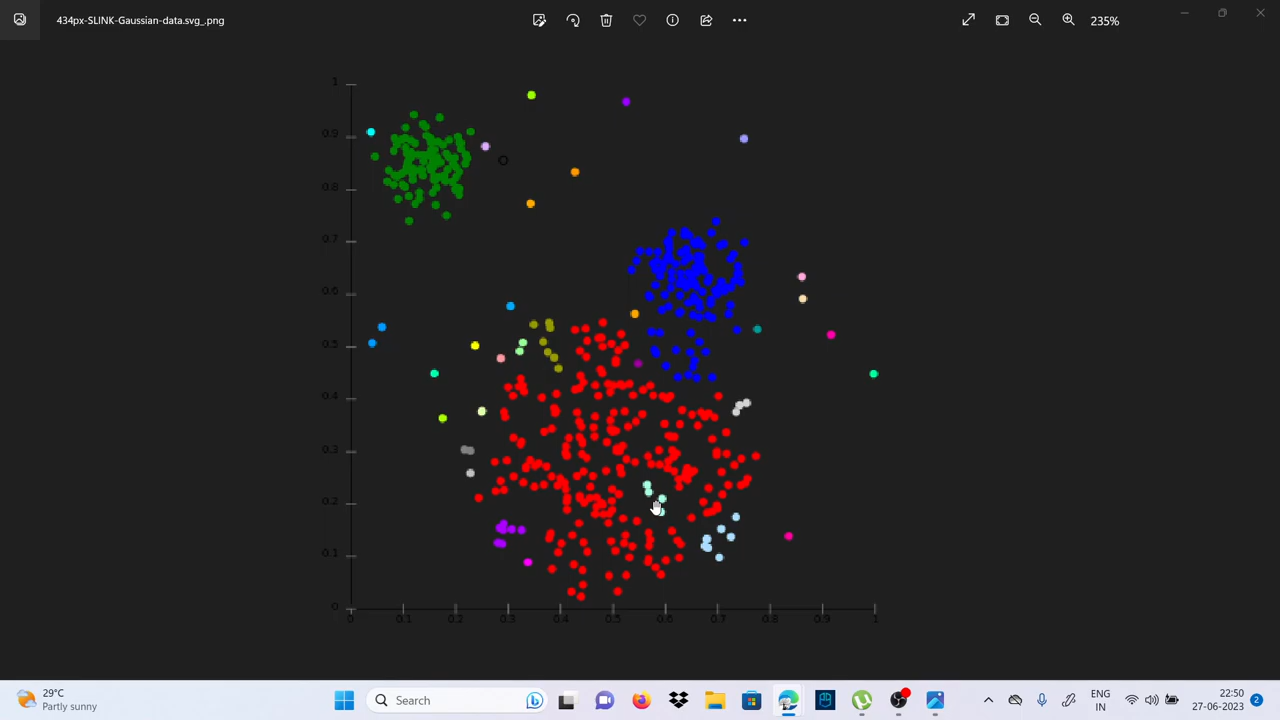 434px-SLINK-Gaussian-data.svg_.png
235%
1
0.9
0.8
0.7
0.6
0.5
0.4
0.3
0.2
0.1
0
0 0.1 0.2 0.3 0.4 0.5 0.6 0.7 0.8 0.9 1
29°C
Partly sunny
Search
ENG
IN
22:50
27-06-2023
2